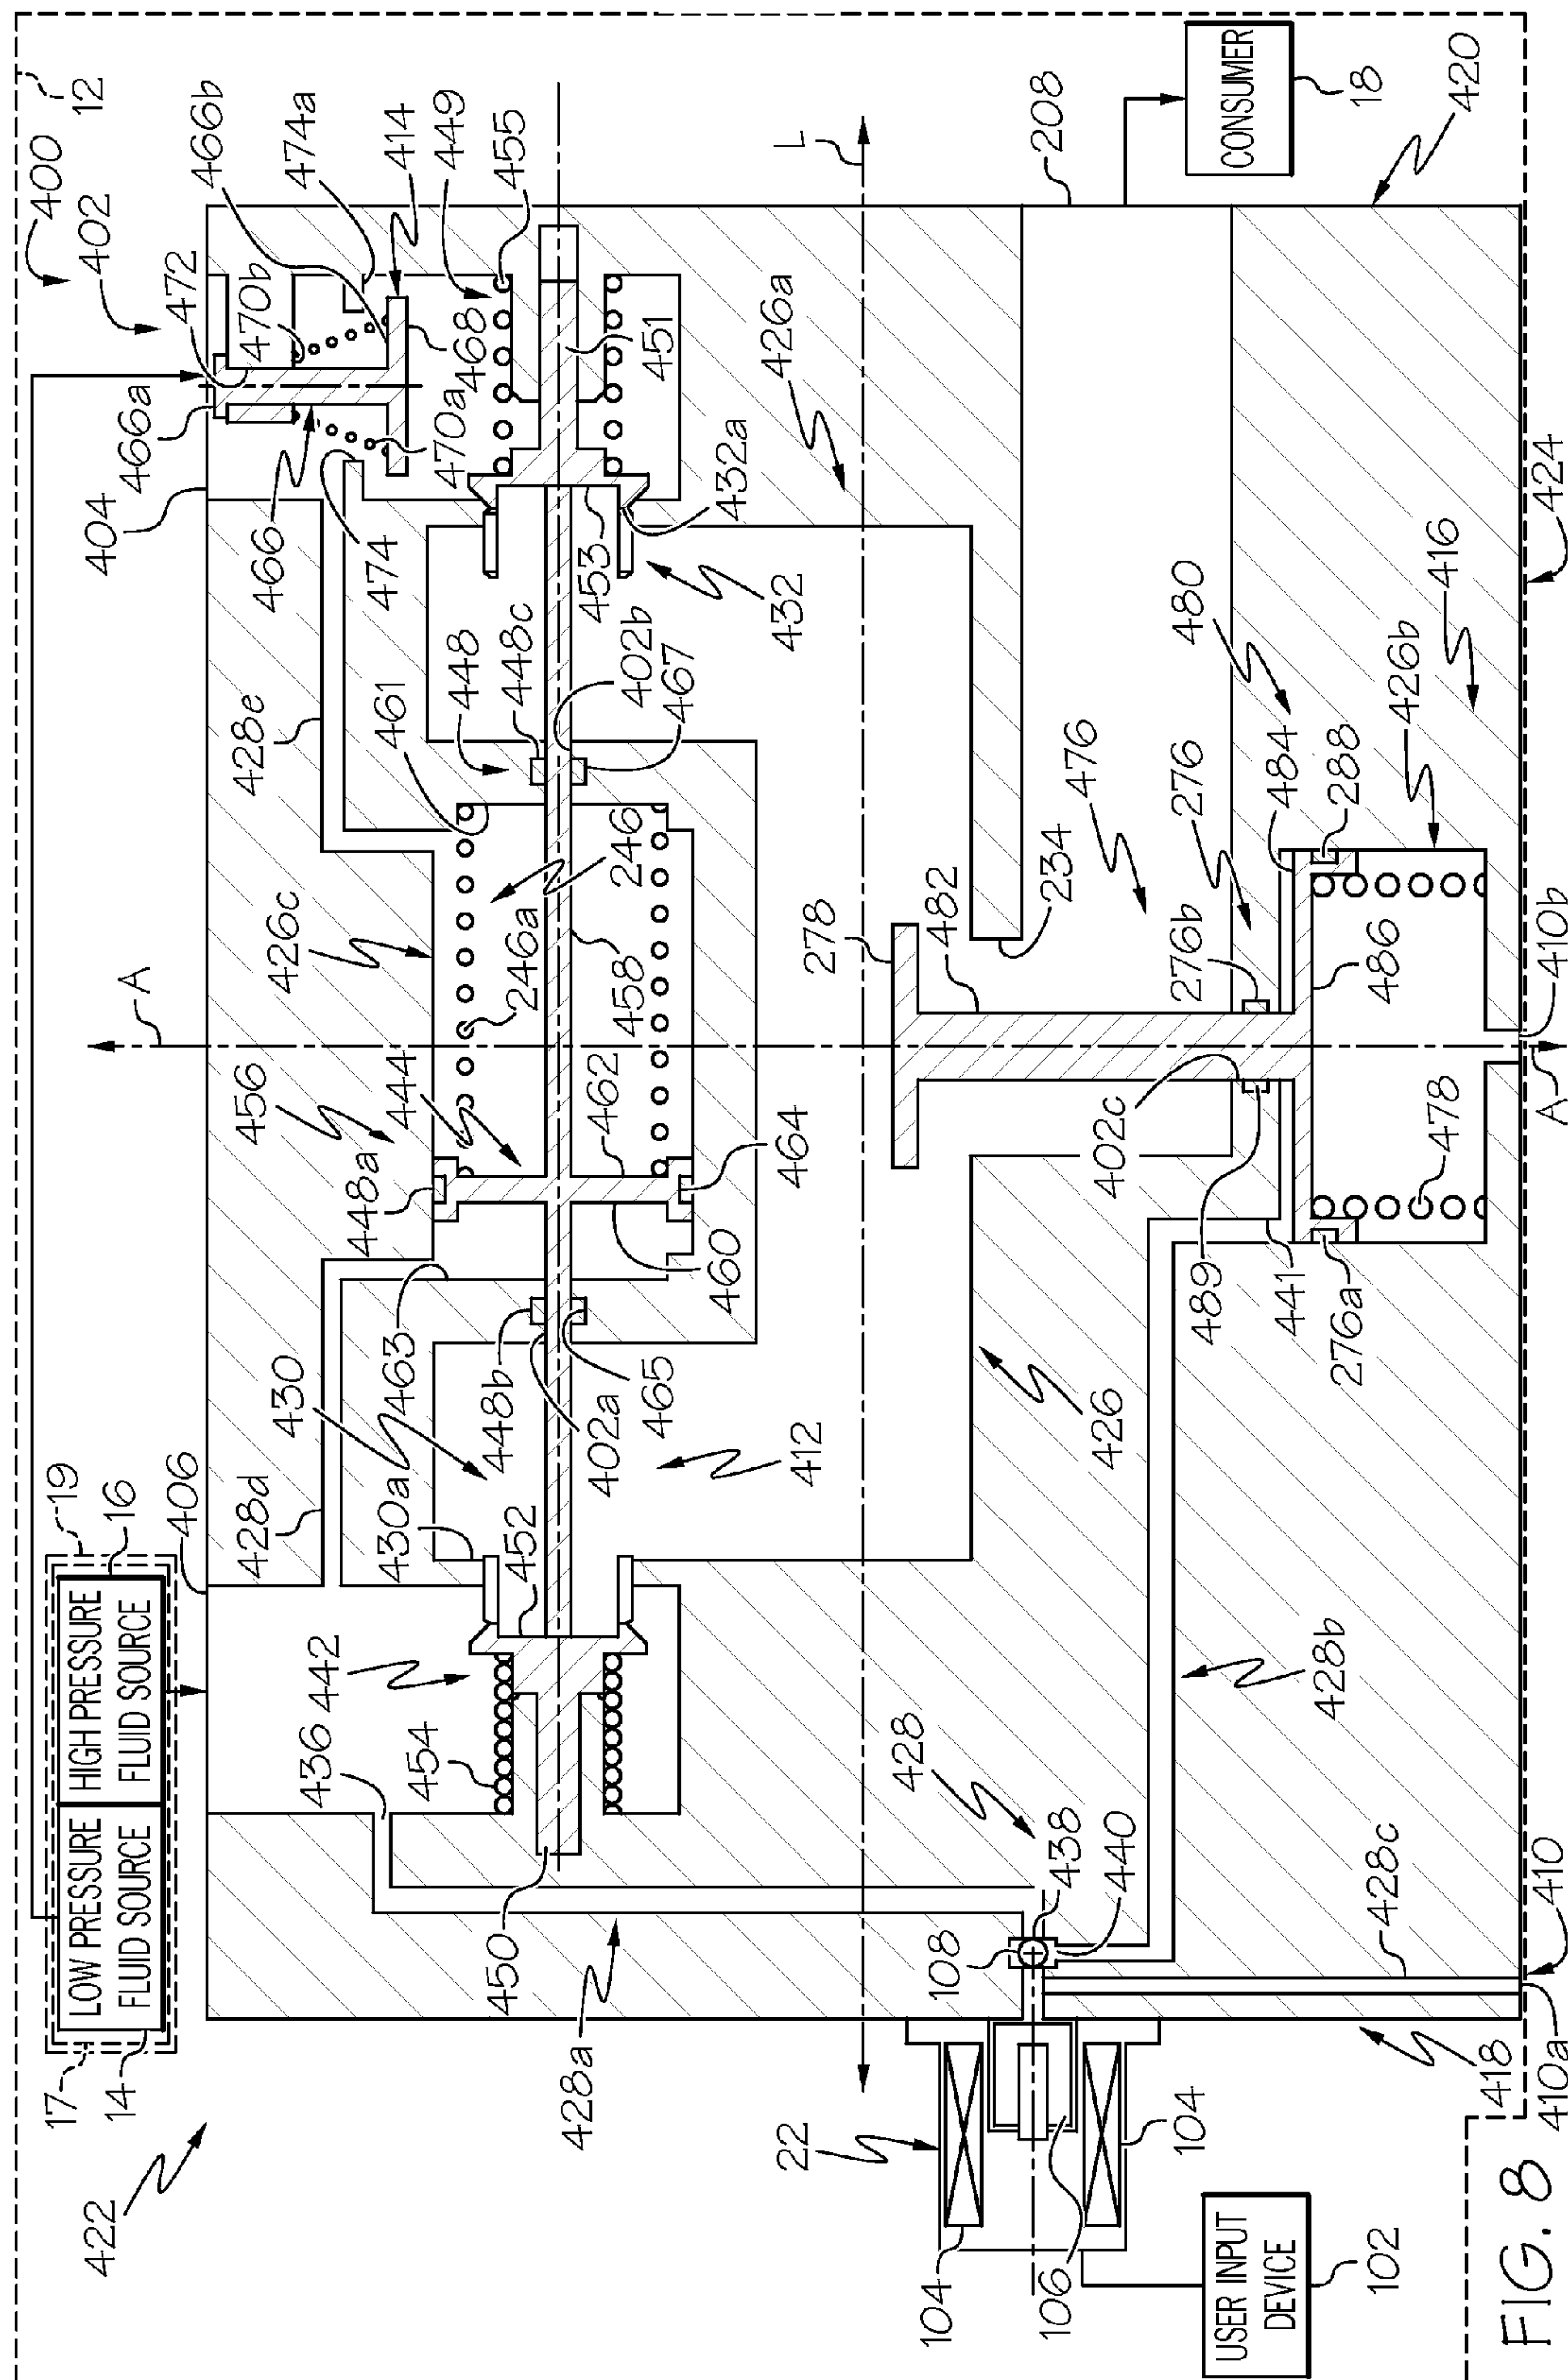 400
12
402
472
466a
470b
466b
474a
414
449
455
404
466
474
470a
468
451
426a
432a
453
432
428e
461
448
448c
402b
467
426c
246a
246
458
A
456
444
462
448a
464
460
463
448b
465
402a
430
430a
412
428d
406
19
16
HIGH PRESSURE
FLUID SOURCE
LOW PRESSURE
FLUID SOURCE
17
14
422
452
442
436
454
450
428a
L
208
CONSUMER
18
420
424
416
480
476
234
278
482
276
276b
484
288
426b
486
410b
A
402c
478
489
441
276a
426
428b
428
438
440
108
428c
410
410a
418
22
104
104
106
USER INPUT
DEVICE
102
FIG. 8